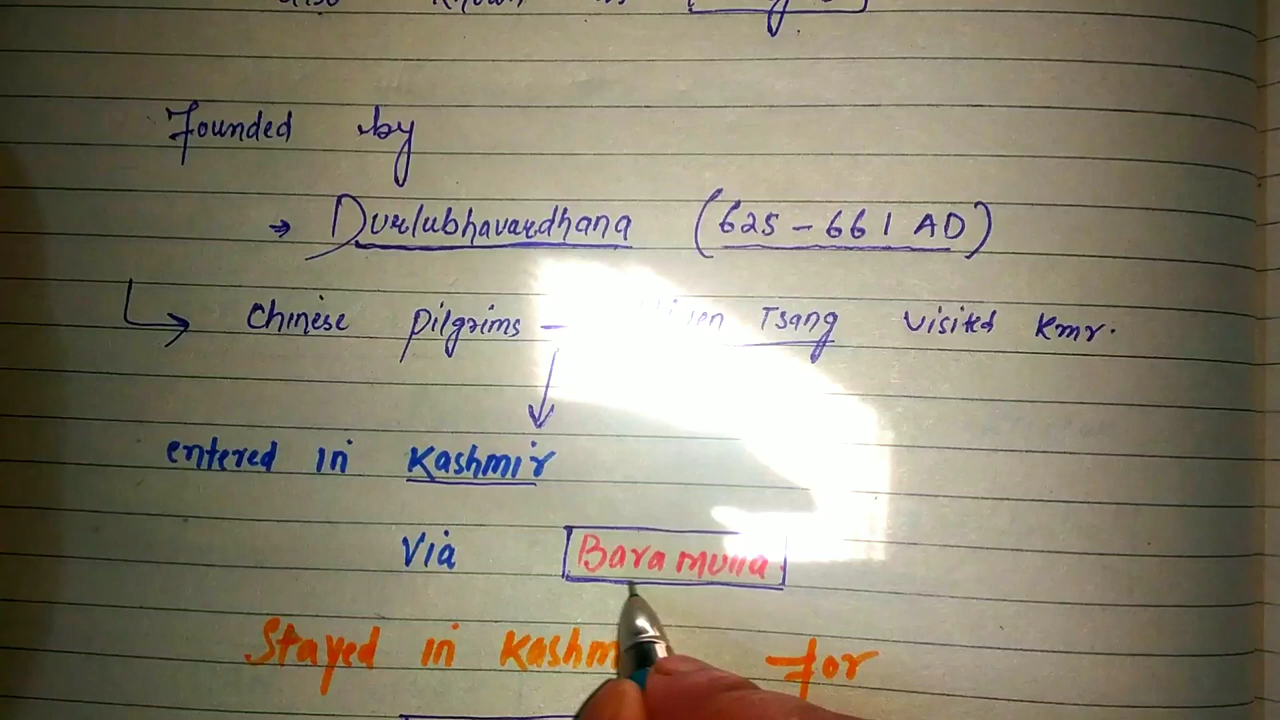 Founded by
→ Durlubhavardhana (625 - 661 AD)
Chinese pilgrims - Tsang visited Kmr.
entered in Kashmir
Via Baramulla
Stayed in Kashm for